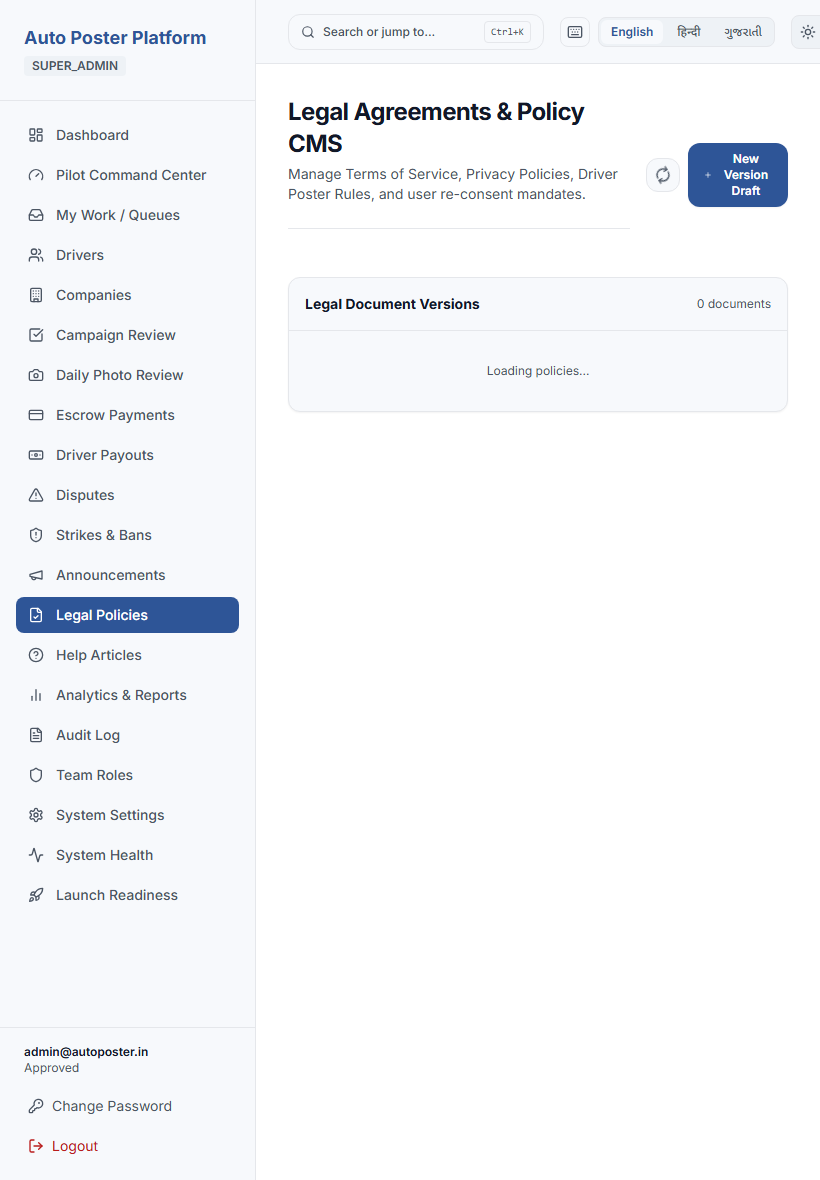 Auto Poster Platform
SUPER_ADMIN
Dashboard
Pilot Command Center
My Work / Queues
Drivers
Companies
Campaign Review
Daily Photo Review
Escrow Payments
Driver Payouts
Disputes
Strikes & Bans
Announcements
Legal Policies
Help Articles
Analytics & Reports
Audit Log
Team Roles
System Settings
System Health
Launch Readiness
admin@autoposter.in
Approved
Change Password
Logout
Search or jump to... Ctrl+K
English हिन्दी ગુજરાતી
Legal Agreements & Policy
CMS
Manage Terms of Service, Privacy Policies, Driver
Poster Rules, and user re-consent mandates.
+ New
Version
Draft
Legal Document Versions 0 documents
Loading policies...